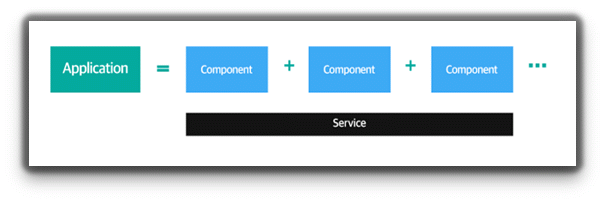 Application = Component + Component + Component ...
Service